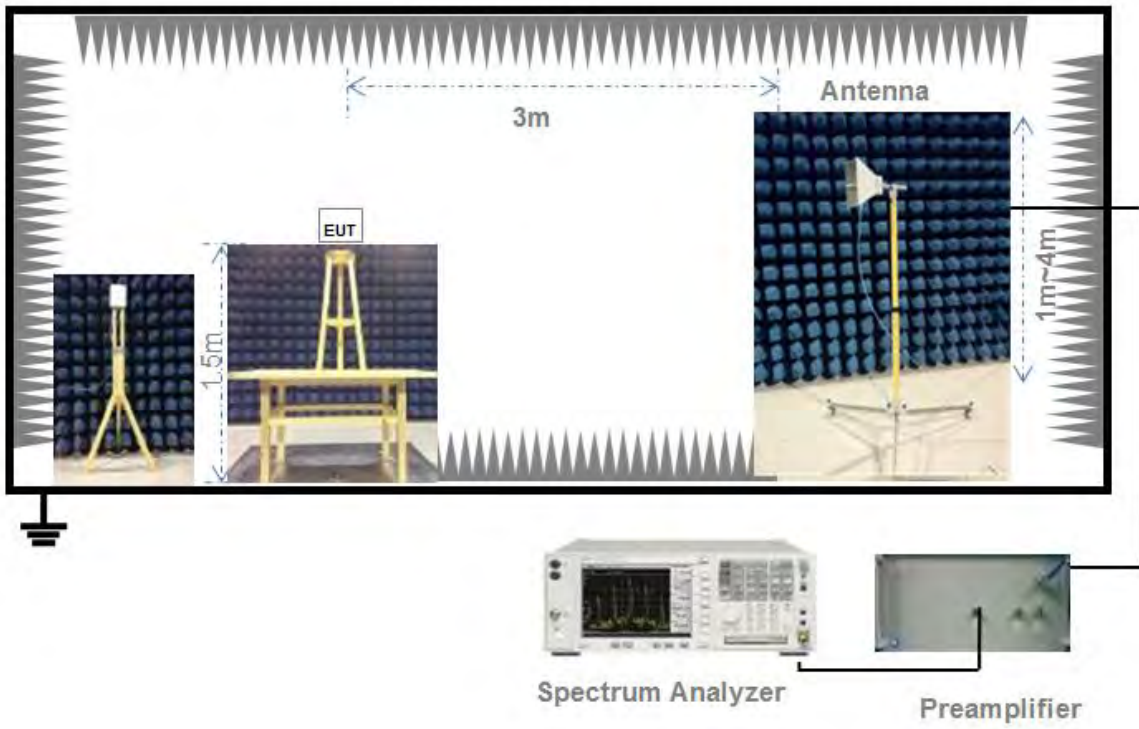 Antenna
3m
EUT
1.5m
1m~4m
Spectrum Analyzer
Preamplifier